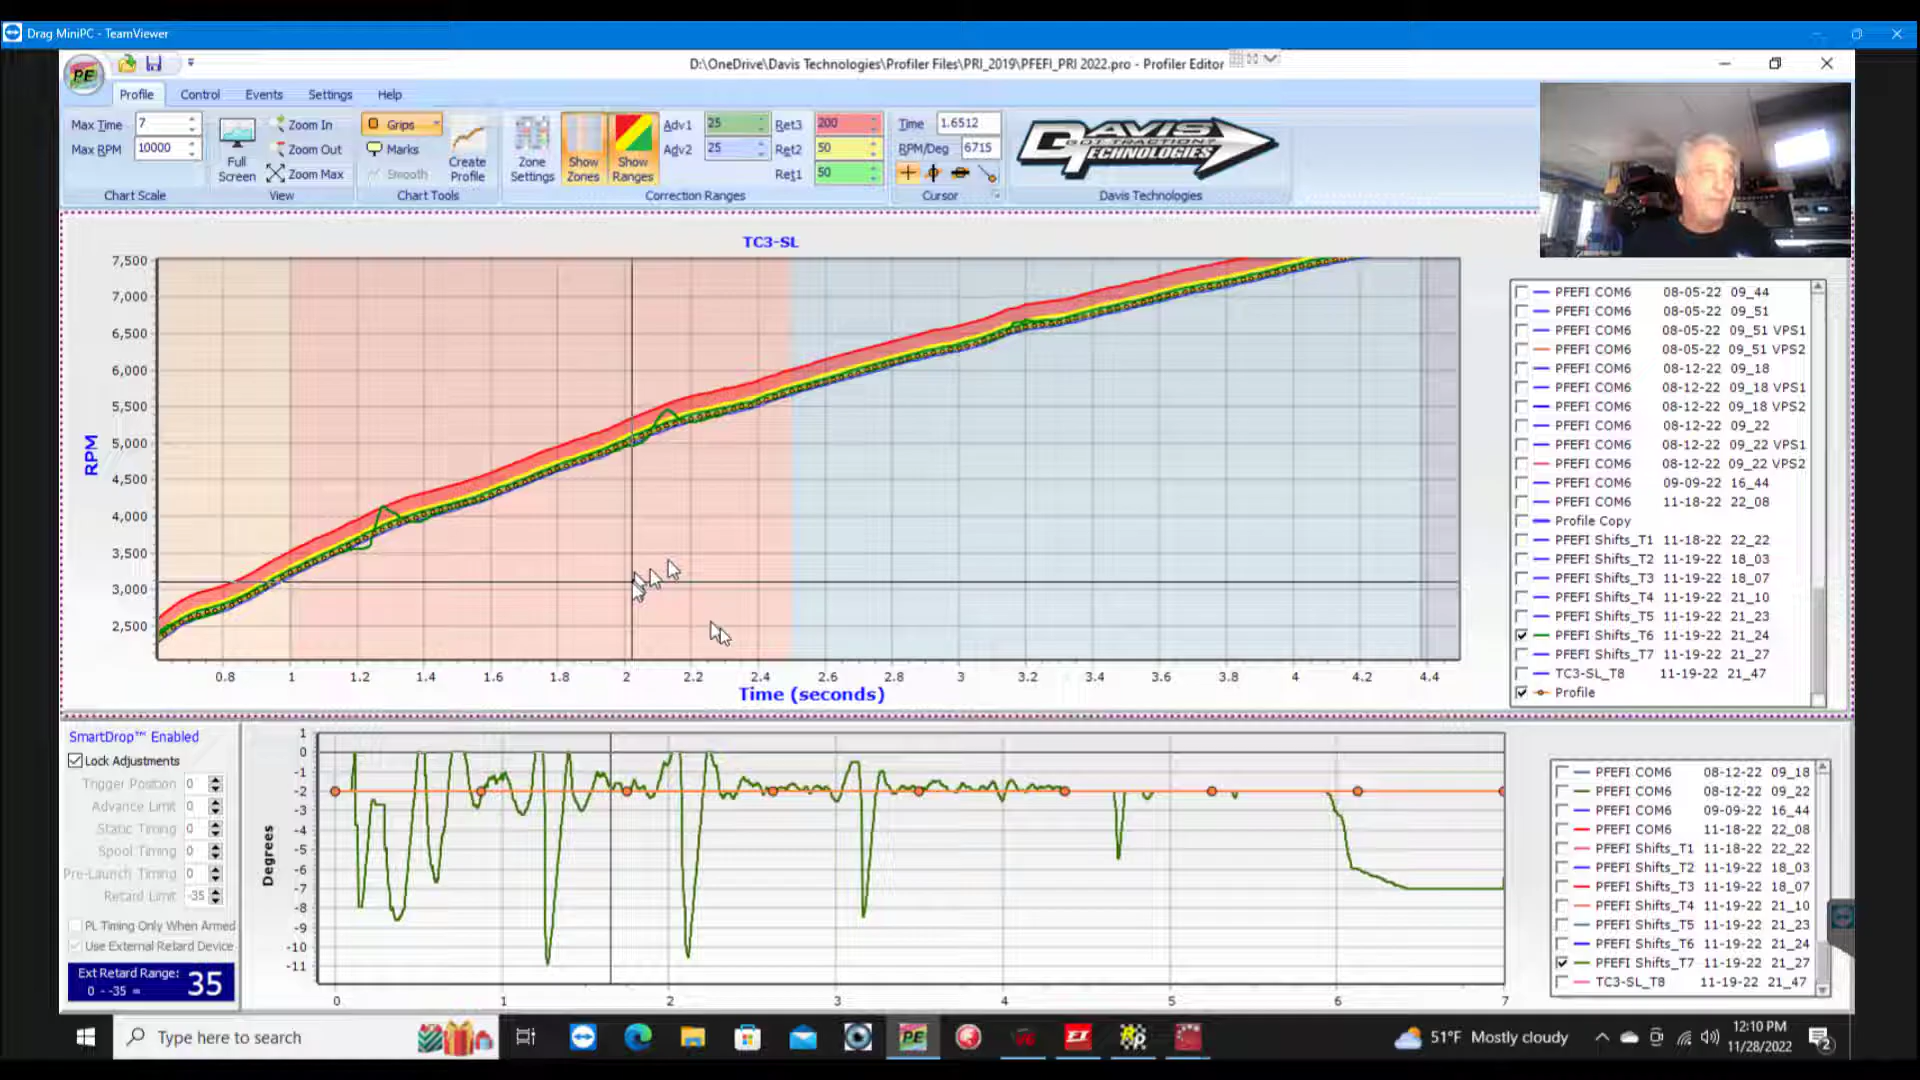 Drag MiniPC - TeamViewer
D:\OneDrive\Davis Technologies\Profiler Files\PRI_2019\PFEFI_PRI 2022.pro - Profiler Editor
PE
Profile Control Events Settings Help
Max Time 7
Max RPM 10000
Chart Scale
Full Screen
Zoom In
Zoom Out
Zoom Max
View
Grips
Marks
Smooth
Create Profile
Chart Tools
Zone Settings
Show Zones
Show Ranges
Adv1 25 Ret3 200
Adv2 25 Ret2 50
Ret1 50
Correction Ranges
Time 1.6512
RPM/Deg 6715
Cursor
DAVIS
GOT TRACTION?
TECHNOLOGIES
Davis Technologies
TC3-SL
RPM
7,500
7,000
6,500
6,000
5,500
5,000
4,500
4,000
3,500
3,000
2,500
0.8 1 1.2 1.4 1.6 1.8 2 2.2 2.4 2.6 2.8 3 3.2 3.4 3.6 3.8 4 4.2 4.4
Time (seconds)
PFEFI COM6 08-05-22 09_44
PFEFI COM6 08-05-22 09_51
PFEFI COM6 08-05-22 09_51 VPS1
PFEFI COM6 08-05-22 09_51 VPS2
PFEFI COM6 08-12-22 09_18
PFEFI COM6 08-12-22 09_18 VPS1
PFEFI COM6 08-12-22 09_18 VPS2
PFEFI COM6 08-12-22 09_22
PFEFI COM6 08-12-22 09_22 VPS1
PFEFI COM6 08-12-22 09_22 VPS2
PFEFI COM6 09-09-22 16_44
PFEFI COM6 11-18-22 22_08
Profile Copy
PFEFI Shifts_T1 11-18-22 22_22
PFEFI Shifts_T2 11-19-22 18_03
PFEFI Shifts_T3 11-19-22 18_07
PFEFI Shifts_T4 11-19-22 21_10
PFEFI Shifts_T5 11-19-22 21_23
PFEFI Shifts_T6 11-19-22 21_24
PFEFI Shifts_T7 11-19-22 21_27
TC3-SL_T8 11-19-22 21_47
Profile
SmartDrop™ Enabled
Lock Adjustments
Trigger Position 0
Advance Limit 0
Static Timing 0
Spool Timing 0
Pre-Launch Timing 0
Retard Limit -35
PL Timing Only When Armed
Use External Retard Device
Ext Retard Range:
0 - -35 = 35
Degrees
1
0
-1
-2
-3
-4
-5
-6
-7
-8
-9
-10
-11
0 1 2 3 4 5 6 7
PFEFI COM6 08-12-22 09_18
PFEFI COM6 08-12-22 09_22
PFEFI COM6 09-09-22 16_44
PFEFI COM6 11-18-22 22_08
PFEFI Shifts_T1 11-18-22 22_22
PFEFI Shifts_T2 11-19-22 18_03
PFEFI Shifts_T3 11-19-22 18_07
PFEFI Shifts_T4 11-19-22 21_10
PFEFI Shifts_T5 11-19-22 21_23
PFEFI Shifts_T6 11-19-22 21_24
PFEFI Shifts_T7 11-19-22 21_27
TC3-SL_T8 11-19-22 21_47
Type here to search
PE
51°F Mostly cloudy
12:10 PM
11/28/2022
2